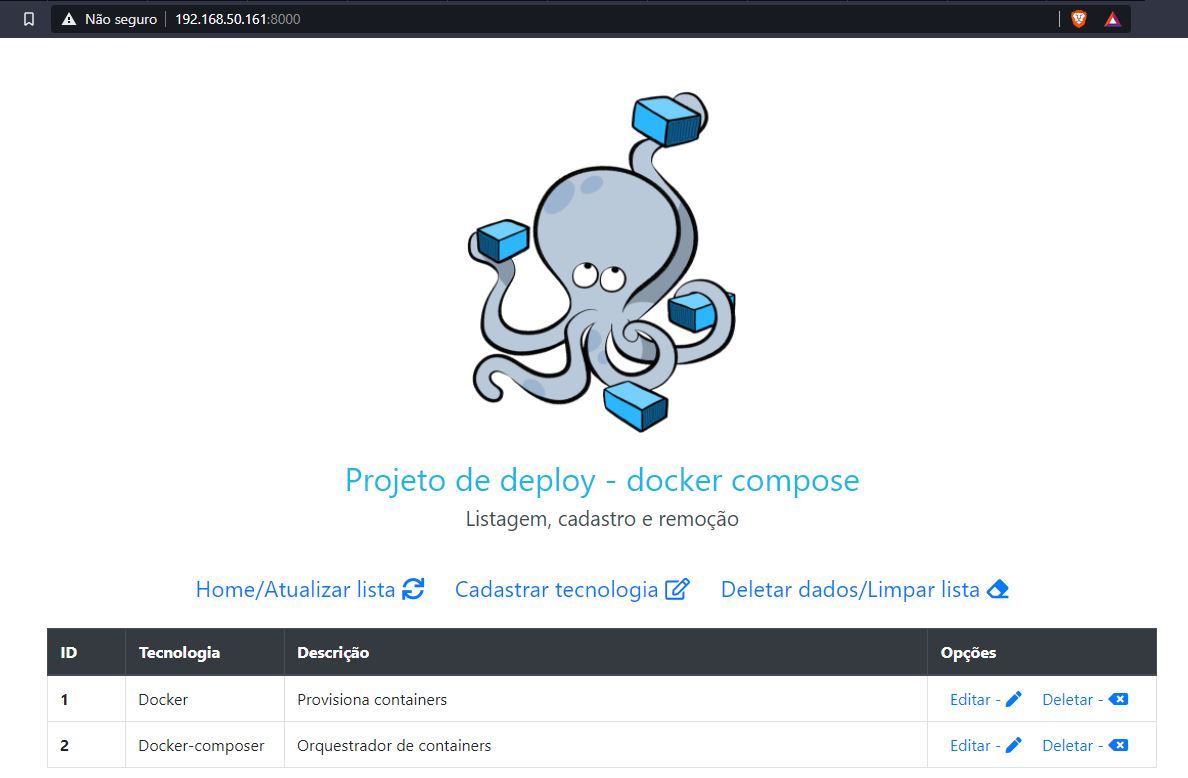 Não seguro 192.168.50.161:8000
Projeto de deploy - docker compose
Listagem, cadastro e remoção
Home/Atualizar lista Cadastrar tecnologia Deletar dados/Limpar lista
ID Tecnologia Descrição Opções
1 Docker Provisiona containers Editar - Deletar -
2 Docker-composer Orquestrador de containers Editar - Deletar -